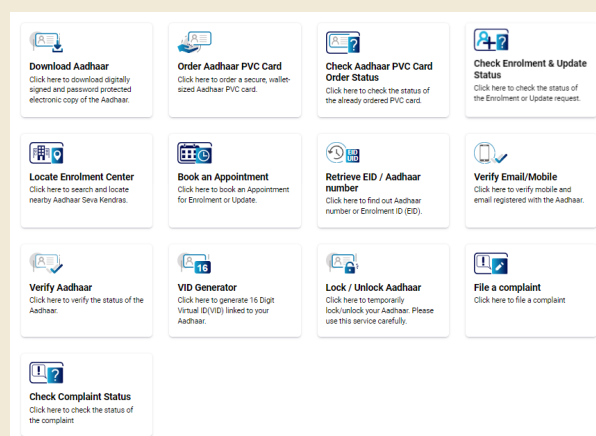 Download Aadhaar
Click here to download digitally
signed and password protected
electronic copy of the Aadhaar.
Order Aadhaar PVC Card
Click here to order a secure, wallet-
sized Aadhaar PVC card.
?
Check Aadhaar PVC Card
Order Status
Click here to check the status of
the already ordered PVC card.
?
Check Enrolment & Update
Status
Click here to check the status of
the Enrolment or Update request.
Locate Enrolment Center
Click here to search and locate
nearby Aadhaar Seva Kendras.
Book an Appointment
Click here to book an Appointment
for Enrolment or Update.
EID
UID
Retrieve EID / Aadhaar
number
Click here to find out Aadhaar
number or Enrolment ID (EID).
Verify Email/Mobile
Click here to verify mobile and
email registered with the Aadhaar.
Verify Aadhaar
Click here to verify the status of the
Aadhaar.
16
VID Generator
Click here to generate 16 Digit
Virtual ID(VID) linked to your
Aadhaar.
Lock / Unlock Aadhaar
Click here to temporarily
lock/unlock your Aadhaar. Please
use this service carefully.
!
File a complaint
Click here to file a complaint
! ?
Check Complaint Status
Click here to check the status of
the complaint